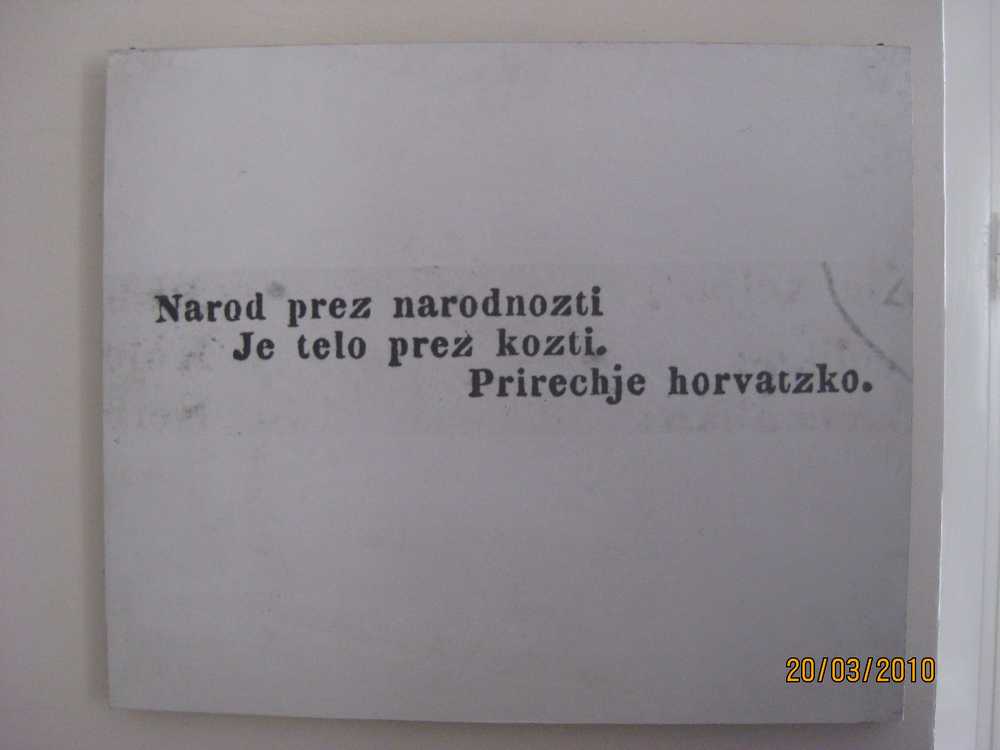 Narod prez narodnozti
Je telo prez kozti.
Prirechje horvatzko.
20/03/2010